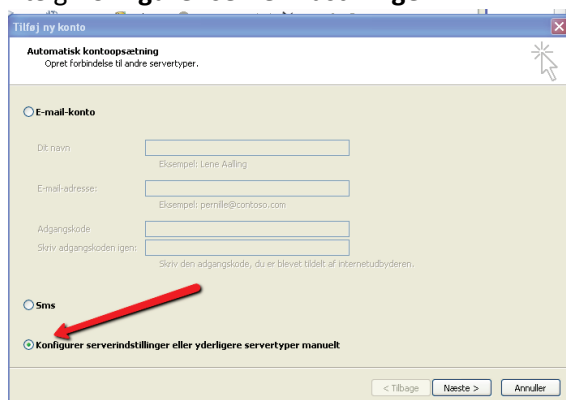 Tilføj ny konto
Automatisk kontoopsætning
Opret forbindelse til andre servertyper.
E-mail-konto
Dit navn
Eksempel: Lene Aalling
E-mail-adresse:
Eksempel: pernille@contoso.com
Adgangskode
Skriv adgangskoden igen:
Skriv den adgangskode, du er blevet tildelt af internetudbyderen.
Sms
Konfigurer serverindstillinger eller yderligere servertyper manuelt
< Tilbage
Næste >
Annuller